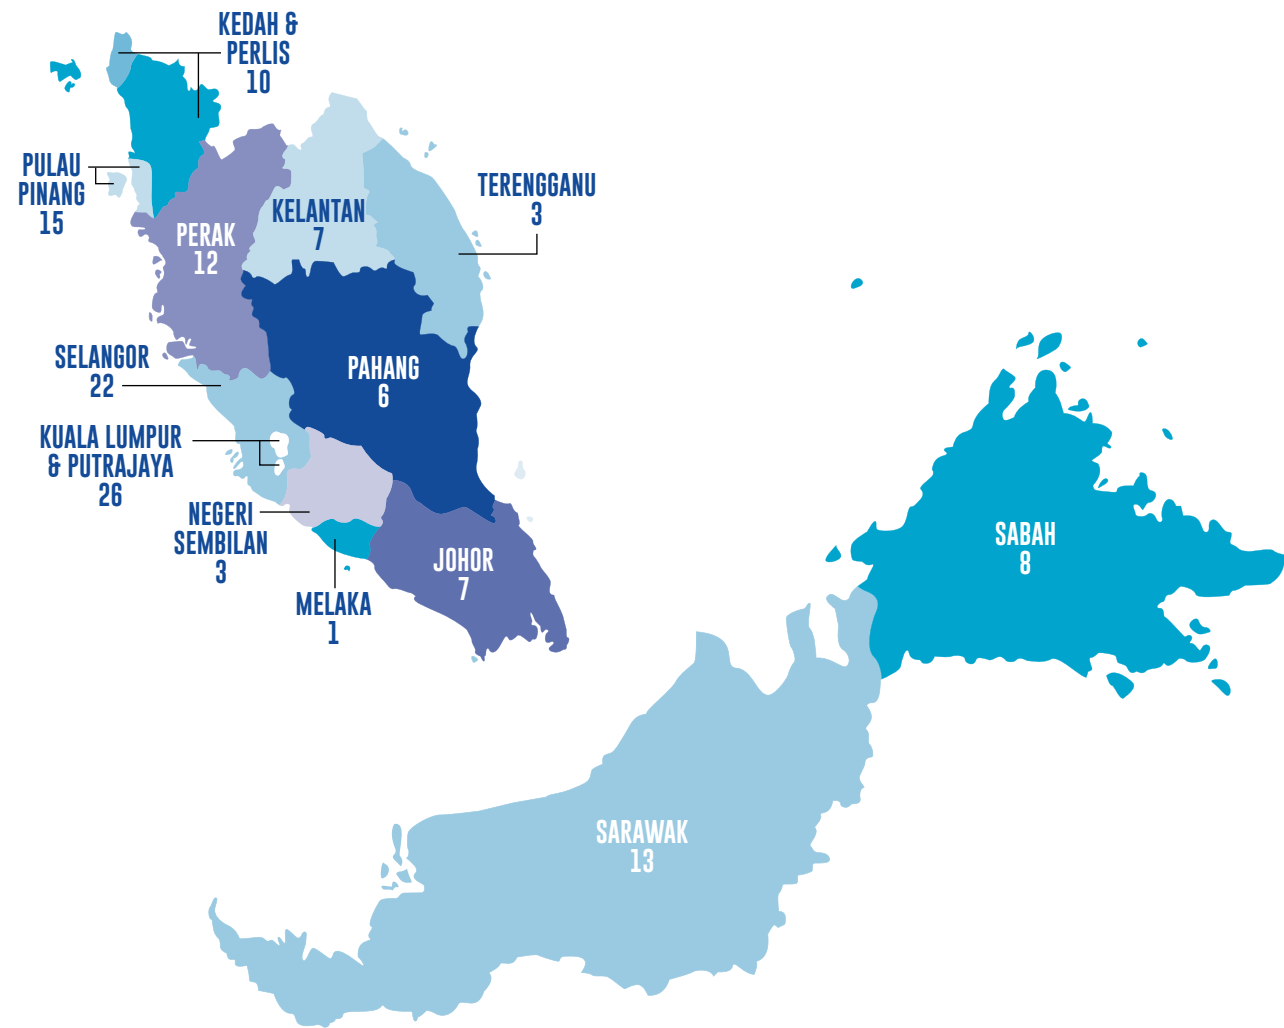 KEDAH &
PERLIS
10
PULAU
PINANG
15
TERENGGANU
3
KELANTAN
7
PERAK
12
SELANGOR
22
PAHANG
6
KUALA LUMPUR
& PUTRAJAYA
26
NEGERI
SEMBILAN
3
JOHOR
7
MELAKA
1
SABAH
8
SARAWAK
13